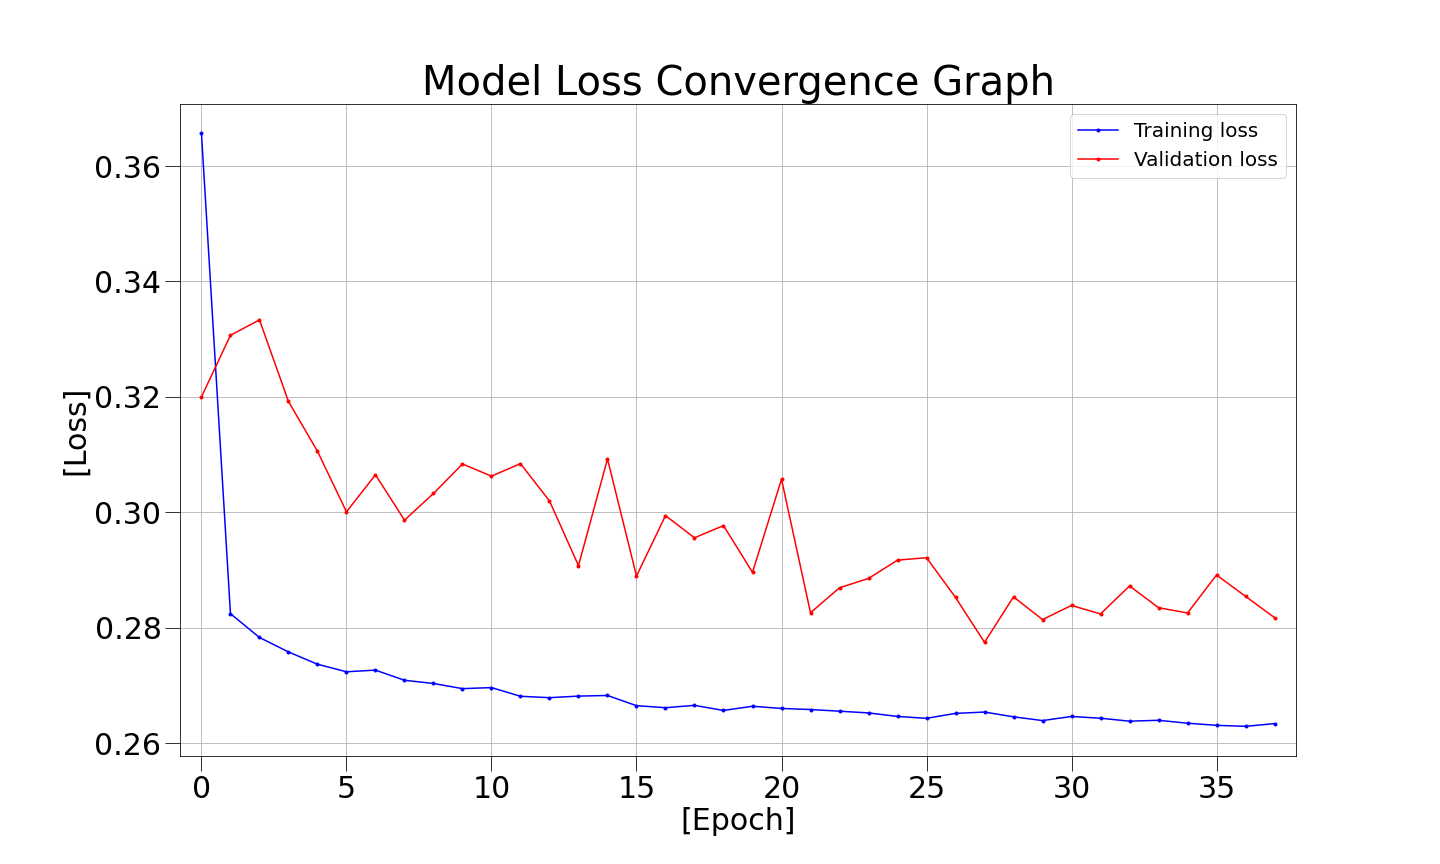 Model Loss Convergence Graph
Training loss
Validation loss
0.36
0.34
0.32
0.30
0.28
0.26
[Loss]
0 5 10 15 20 25 30 35
[Epoch]